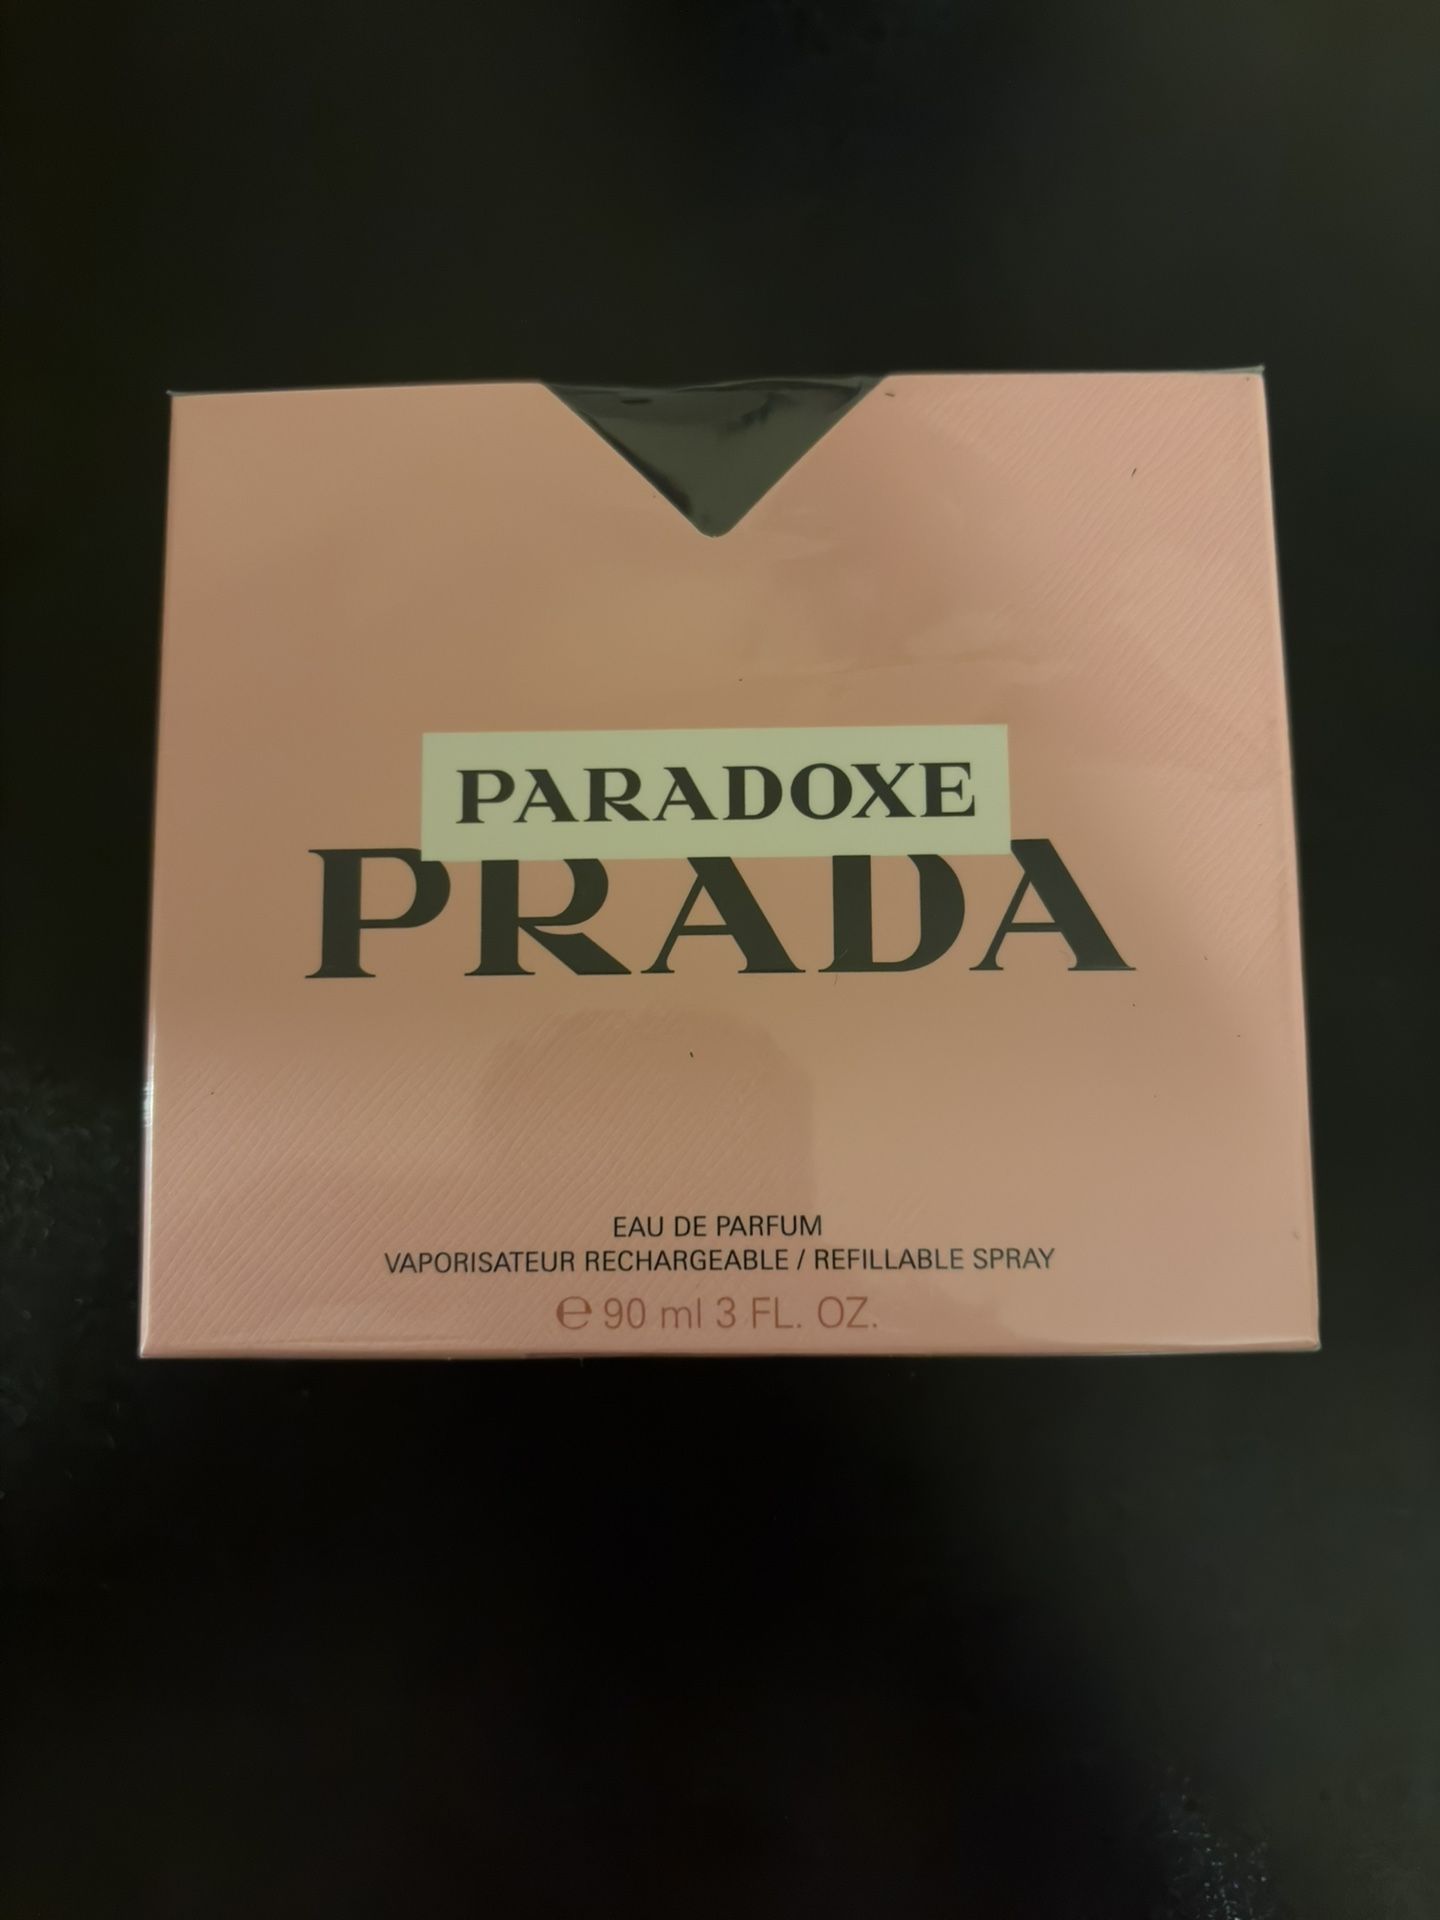 PARADOXE
PRADA
EAU DE PARFUM
VAPORISATEUR RECHARGEABLE / REFILLABLE SPRAY
℮ 90 ml 3 FL. OZ.